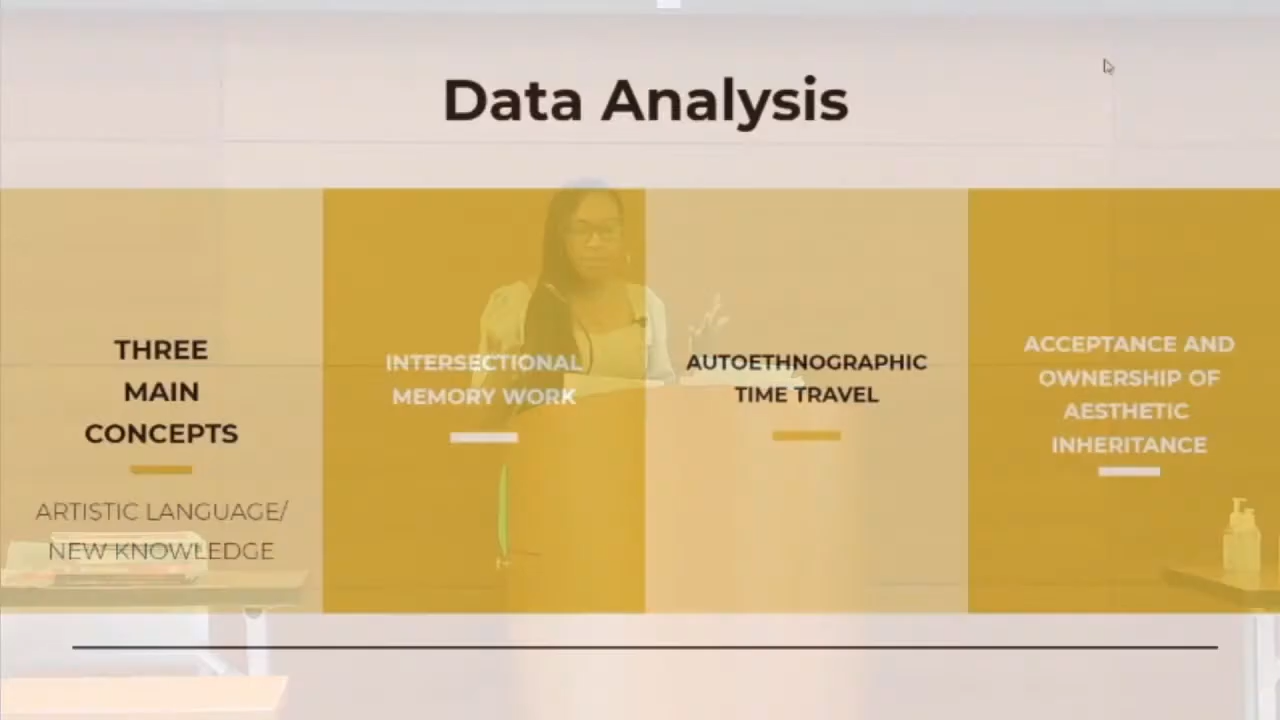 Data Analysis
THREE
MAIN
CONCEPTS
ARTISTIC LANGUAGE/
NEW KNOWLEDGE
INTERSECTIONAL
MEMORY WORK
AUTOETHNOGRAPHIC
TIME TRAVEL
ACCEPTANCE AND
OWNERSHIP OF
AESTHETIC
INHERITANCE